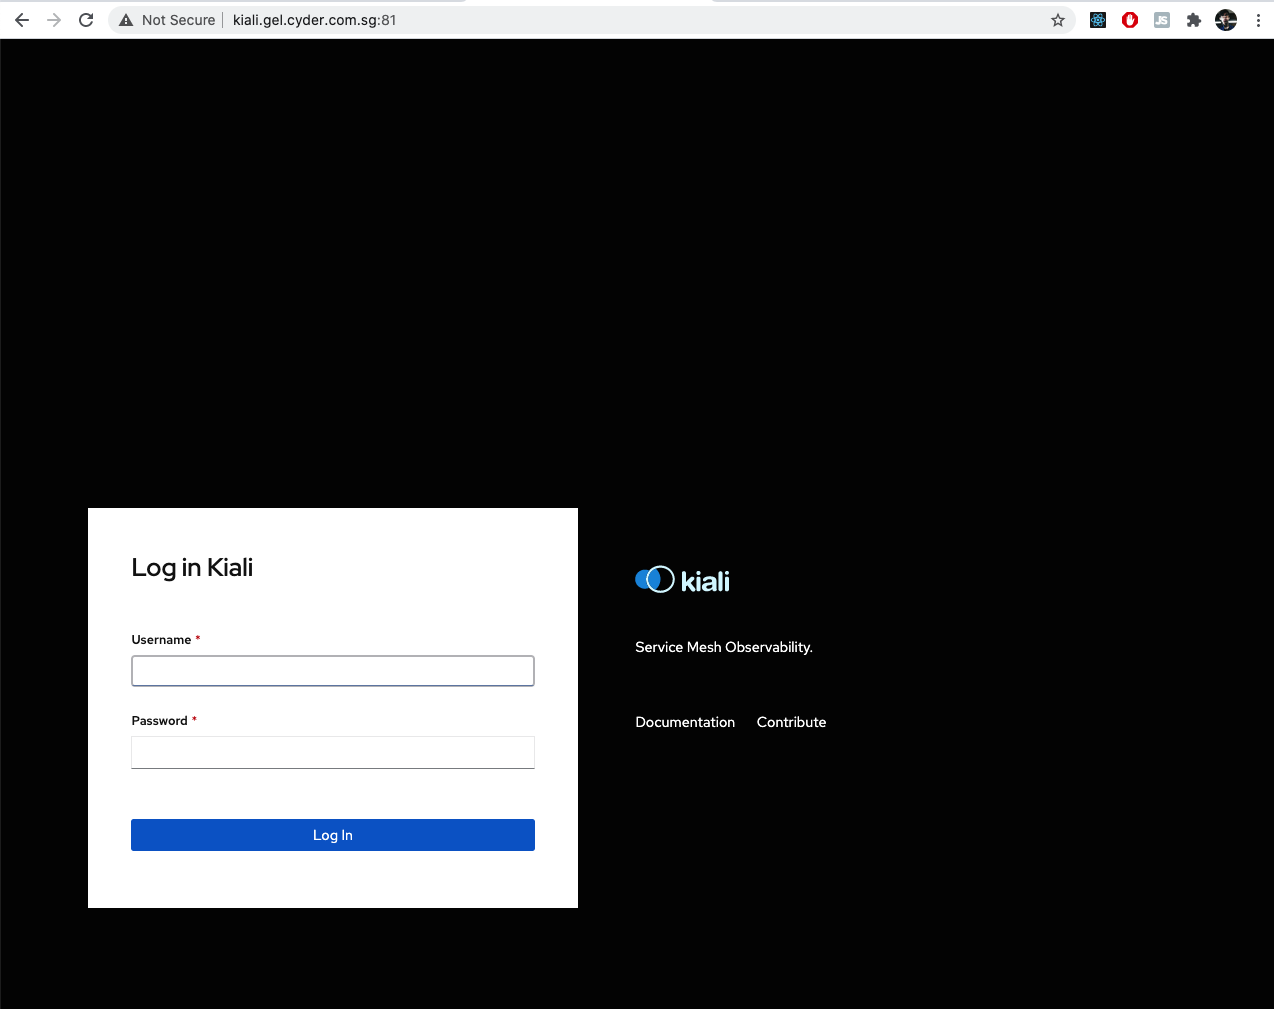 Not Secure kiali.gel.cyder.com.sg:81
JS
Log in Kiali
Username *
Password *
Log In
kiali
Service Mesh Observability.
Documentation Contribute